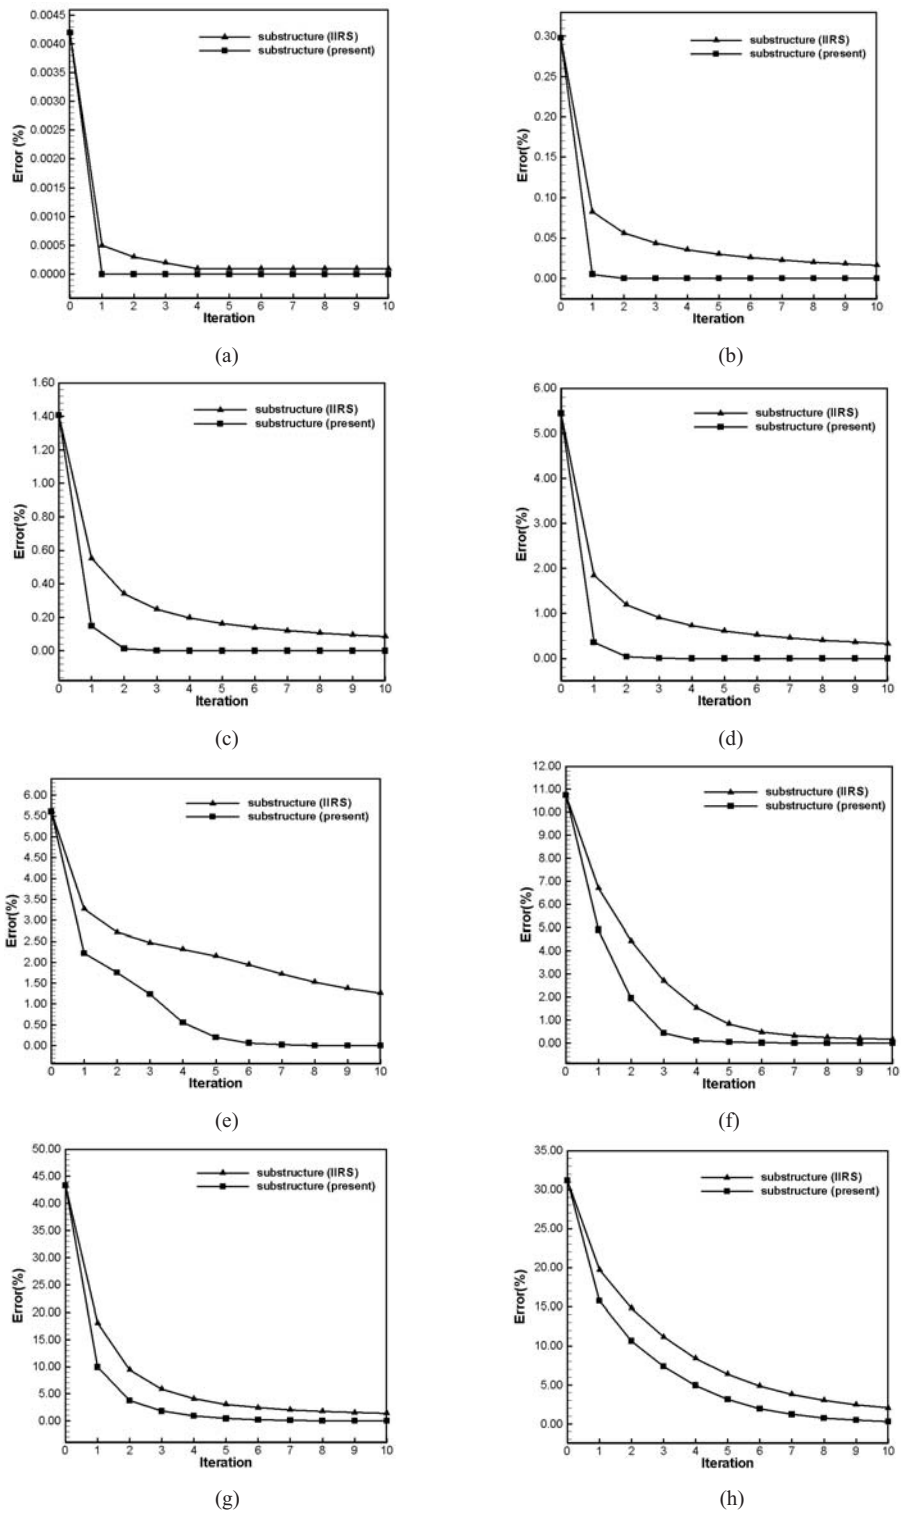 0.0045
0.0040
0.0035
0.0030
0.0025
0.0020
0.0015
0.0010
0.0005
0.0000
Error (%)
substructure (IIRS)
substructure (present)
0 1 2 3 4 5 6 7 8 9 10
Iteration
(a)
0.30
0.25
0.20
0.15
0.10
0.05
0.00
Error(%)
substructure (IIRS)
substructure (present)
0 1 2 3 4 5 6 7 8 9 10
Iteration
(b)
1.60
1.40
1.20
1.00
0.80
0.60
0.40
0.20
0.00
Error(%)
substructure (IIRS)
substructure (present)
0 1 2 3 4 5 6 7 8 9 10
Iteration
(c)
6.00
5.00
4.00
3.00
2.00
1.00
0.00
Error(%)
substructure (IIRS)
substructure (present)
0 1 2 3 4 5 6 7 8 9 10
Iteration
(d)
6.00
5.50
5.00
4.50
4.00
3.50
3.00
2.50
2.00
1.50
1.00
0.50
0.00
Error(%)
substructure (IIRS)
substructure (present)
0 1 2 3 4 5 6 7 8 9 10
Iteration
(e)
12.00
11.00
10.00
9.00
8.00
7.00
6.00
5.00
4.00
3.00
2.00
1.00
0.00
Error(%)
substructure (IIRS)
substructure (present)
0 1 2 3 4 5 6 7 8 9 10
Iteration
(f)
50.00
45.00
40.00
35.00
30.00
25.00
20.00
15.00
10.00
5.00
0.00
Error(%)
substructure (IIRS)
substructure (present)
0 1 2 3 4 5 6 7 8 9 10
Iteration
(g)
35.00
30.00
25.00
20.00
15.00
10.00
5.00
0.00
Error(%)
substructure (IIRS)
substructure (present)
0 1 2 3 4 5 6 7 8 9 10
Iteration
(h)